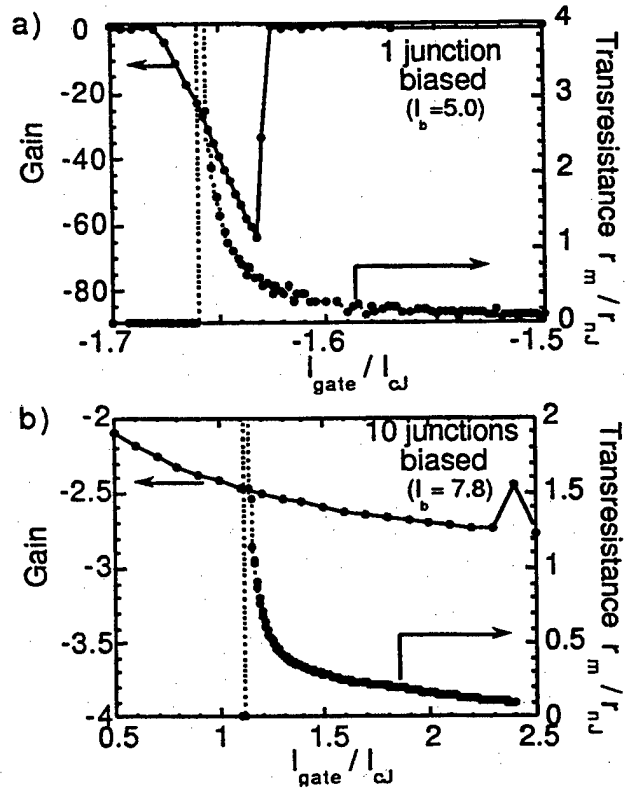 a)
0
-20
-40
-60
-80
Gain
1 junction
biased
(I_b=5.0)
4
3
2
1
0
Transresistance r_m / r_nJ
-1.7
-1.6
-1.5
I_gate / I_cJ
b)
-2
-2.5
-3
-3.5
-4
Gain
10 junctions
biased
(I_b = 7.8)
2
1.5
1
0.5
0
Transresistance r_m / r_nJ
0.5
1
1.5
2
2.5
I_gate / I_cJ